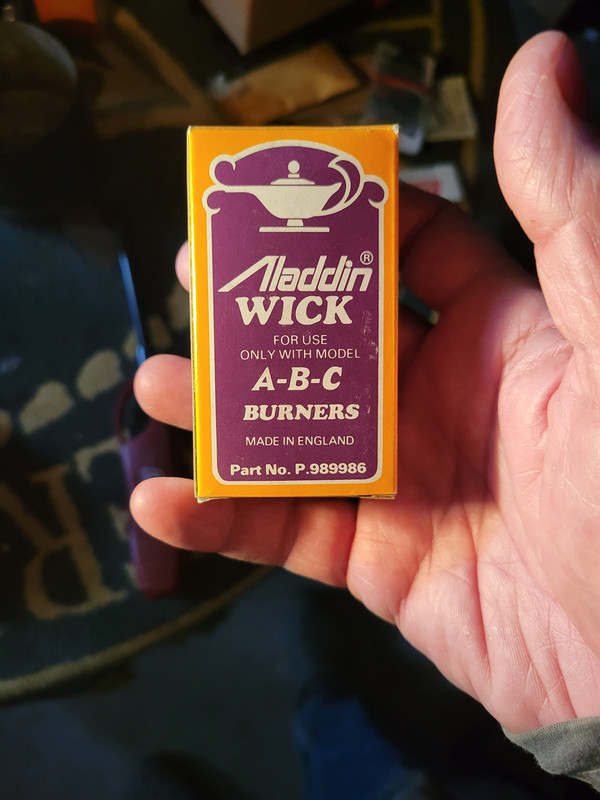 Aladdin®
WICK
FOR USE
ONLY WITH MODEL
A-B-C
BURNERS
MADE IN ENGLAND
Part No. P.989986